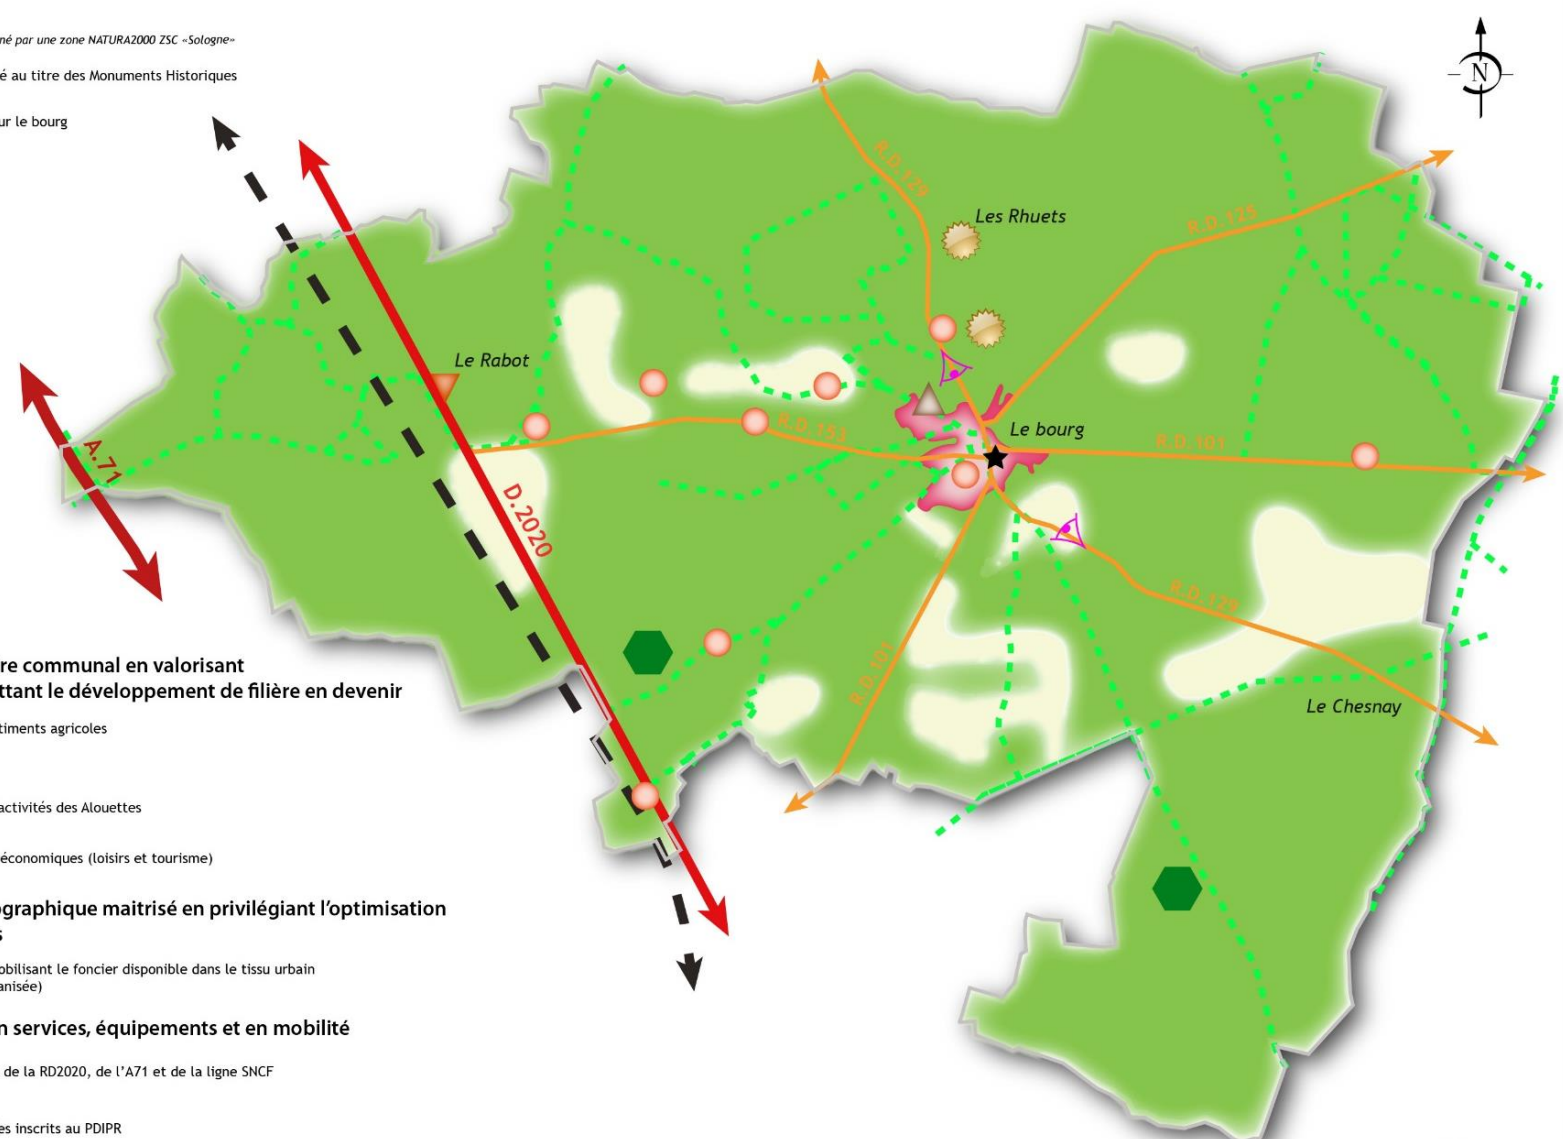 né par une zone NATURA2000 ZSC «Sologne»
é au titre des Monuments Historiques
ur le bourg
N
R.D.129
Les Rhuets
R.D.125
Le Rabot
R.D.153
Le bourg
R.D.101
A.71
D.2020
R.D.129
R.D.101
Le Chesnay
re communal en valorisant
ttant le développement de filière en devenir
timents agricoles
activités des Alouettes
économiques (loisirs et tourisme)
ographique maitrisé en privilégiant l'optimisation
s
obilisant le foncier disponible dans le tissu urbain
anisée)
n services, équipements et en mobilité
de la RD2020, de l'A71 et de la ligne SNCF
es inscrits au PDIPR